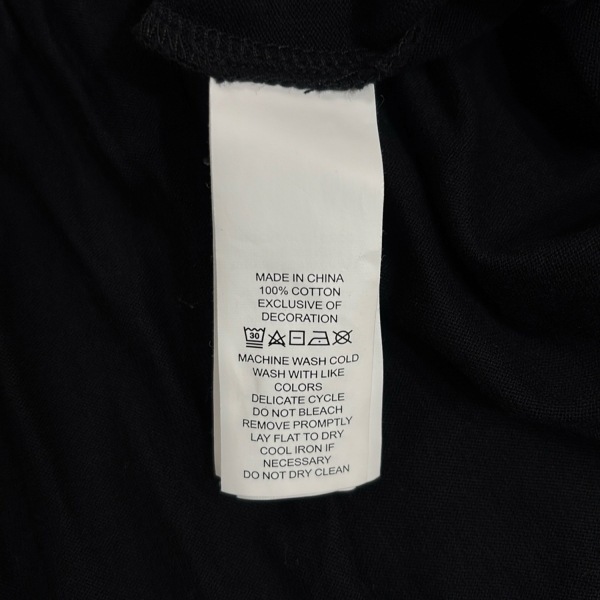 MADE IN CHINA
100% COTTON
EXCLUSIVE OF
DECORATION
30
MACHINE WASH COLD
WASH WITH LIKE
COLORS
DELICATE CYCLE
DO NOT BLEACH
REMOVE PROMPTLY
LAY FLAT TO DRY
COOL IRON IF
NECESSARY
DO NOT DRY CLEAN